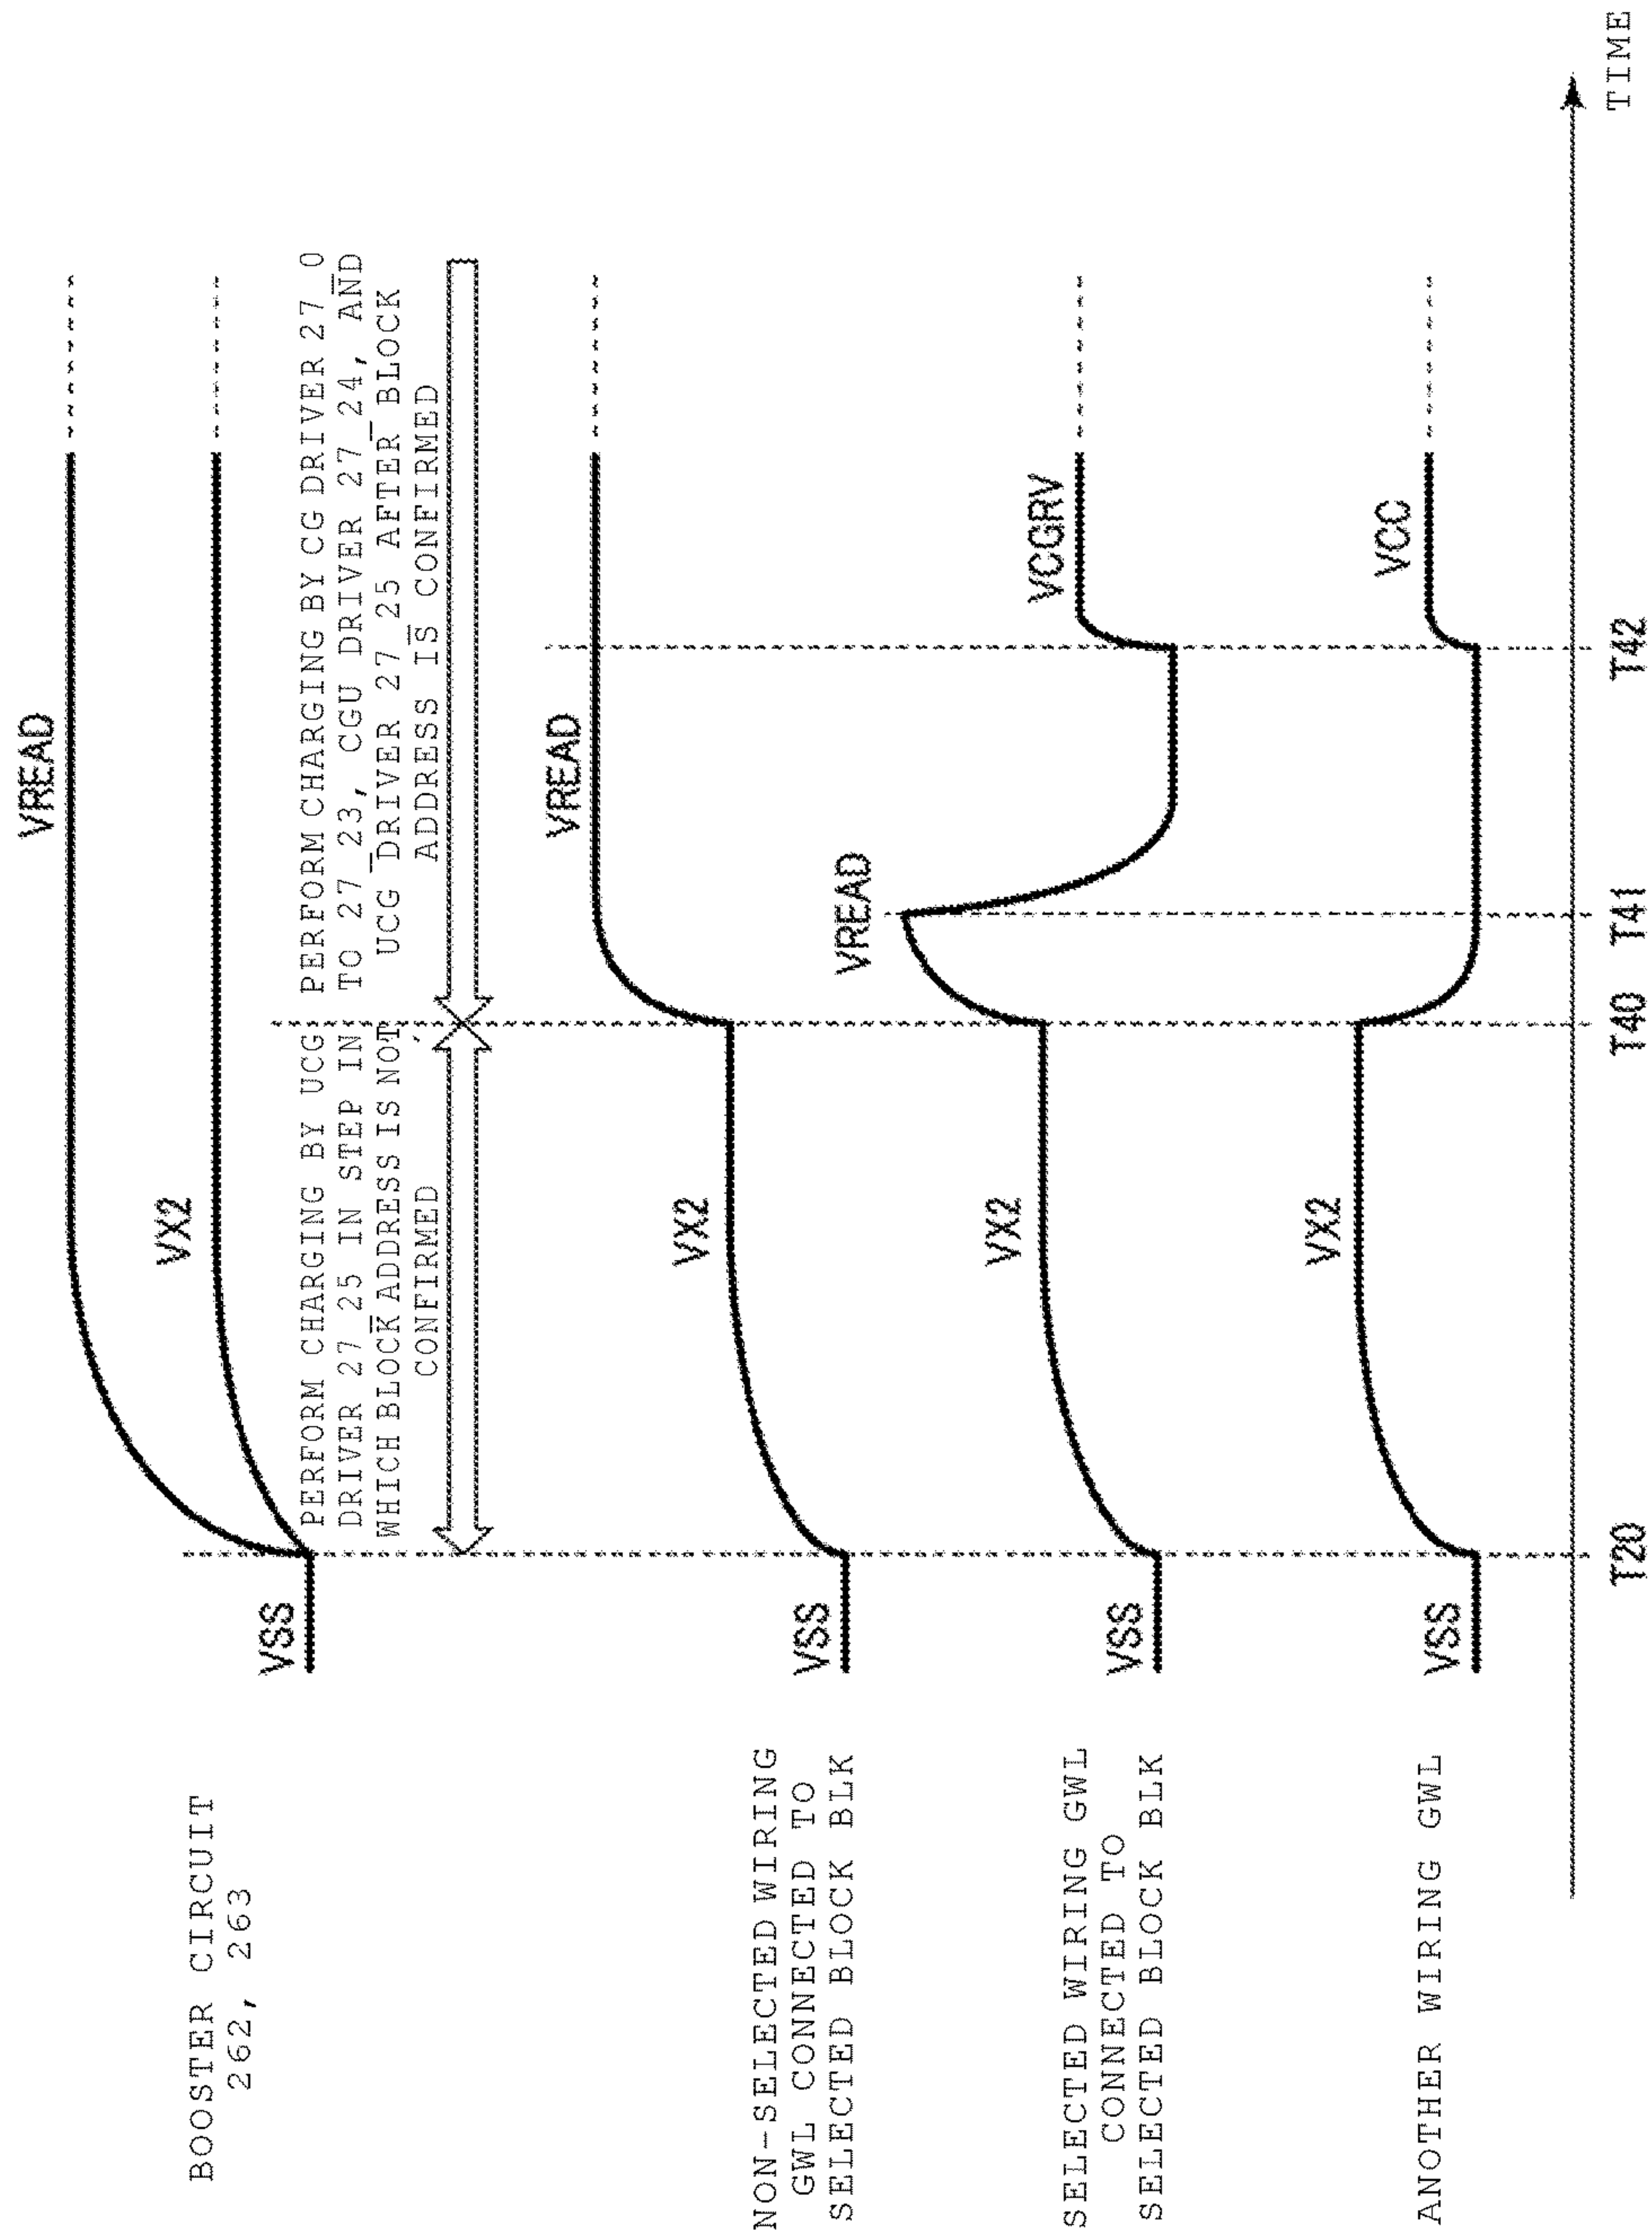 BOOSTER CIRCUIT
262, 263
VSS
VX2
VREAD
PERFORM CHARGING BY UCG
DRIVER 27_25 IN STEP IN
WHICH BLOCK ADDRESS IS NOT
CONFIRMED
PERFORM CHARGING BY CG DRIVER 27_0
TO 27_23, CGU DRIVER 27_24, AND
UCG DRIVER 27_25 AFTER BLOCK
ADDRESS IS CONFIRMED
NON-SELECTED WIRING
GWL CONNECTED TO
SELECTED BLOCK BLK
VSS
VX2
VREAD
SELECTED WIRING GWL
CONNECTED TO
SELECTED BLOCK BLK
VSS
VX2
VREAD
VCGRV
ANOTHER WIRING GWL
VSS
VX2
VCC
T20
T40
T41
T42
TIME